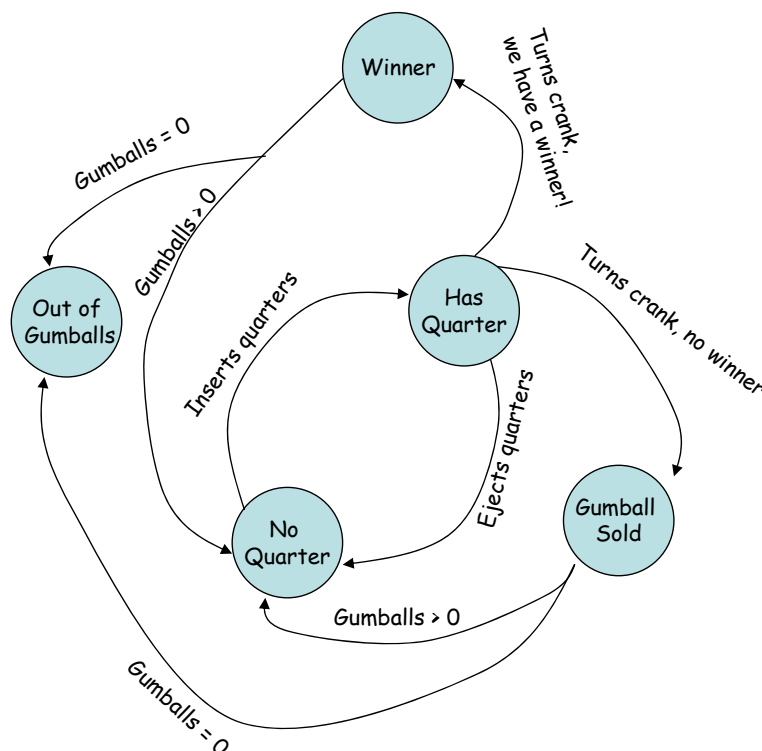 Winner
Turns crank,
we have a winner!
Gumballs = 0
Gumballs > 0
Out of
Gumballs
Inserts quarters
Has
Quarter
Turns crank, no winner
Ejects quarters
No
Quarter
Gumball
Sold
Gumballs > 0
Gumballs = 0